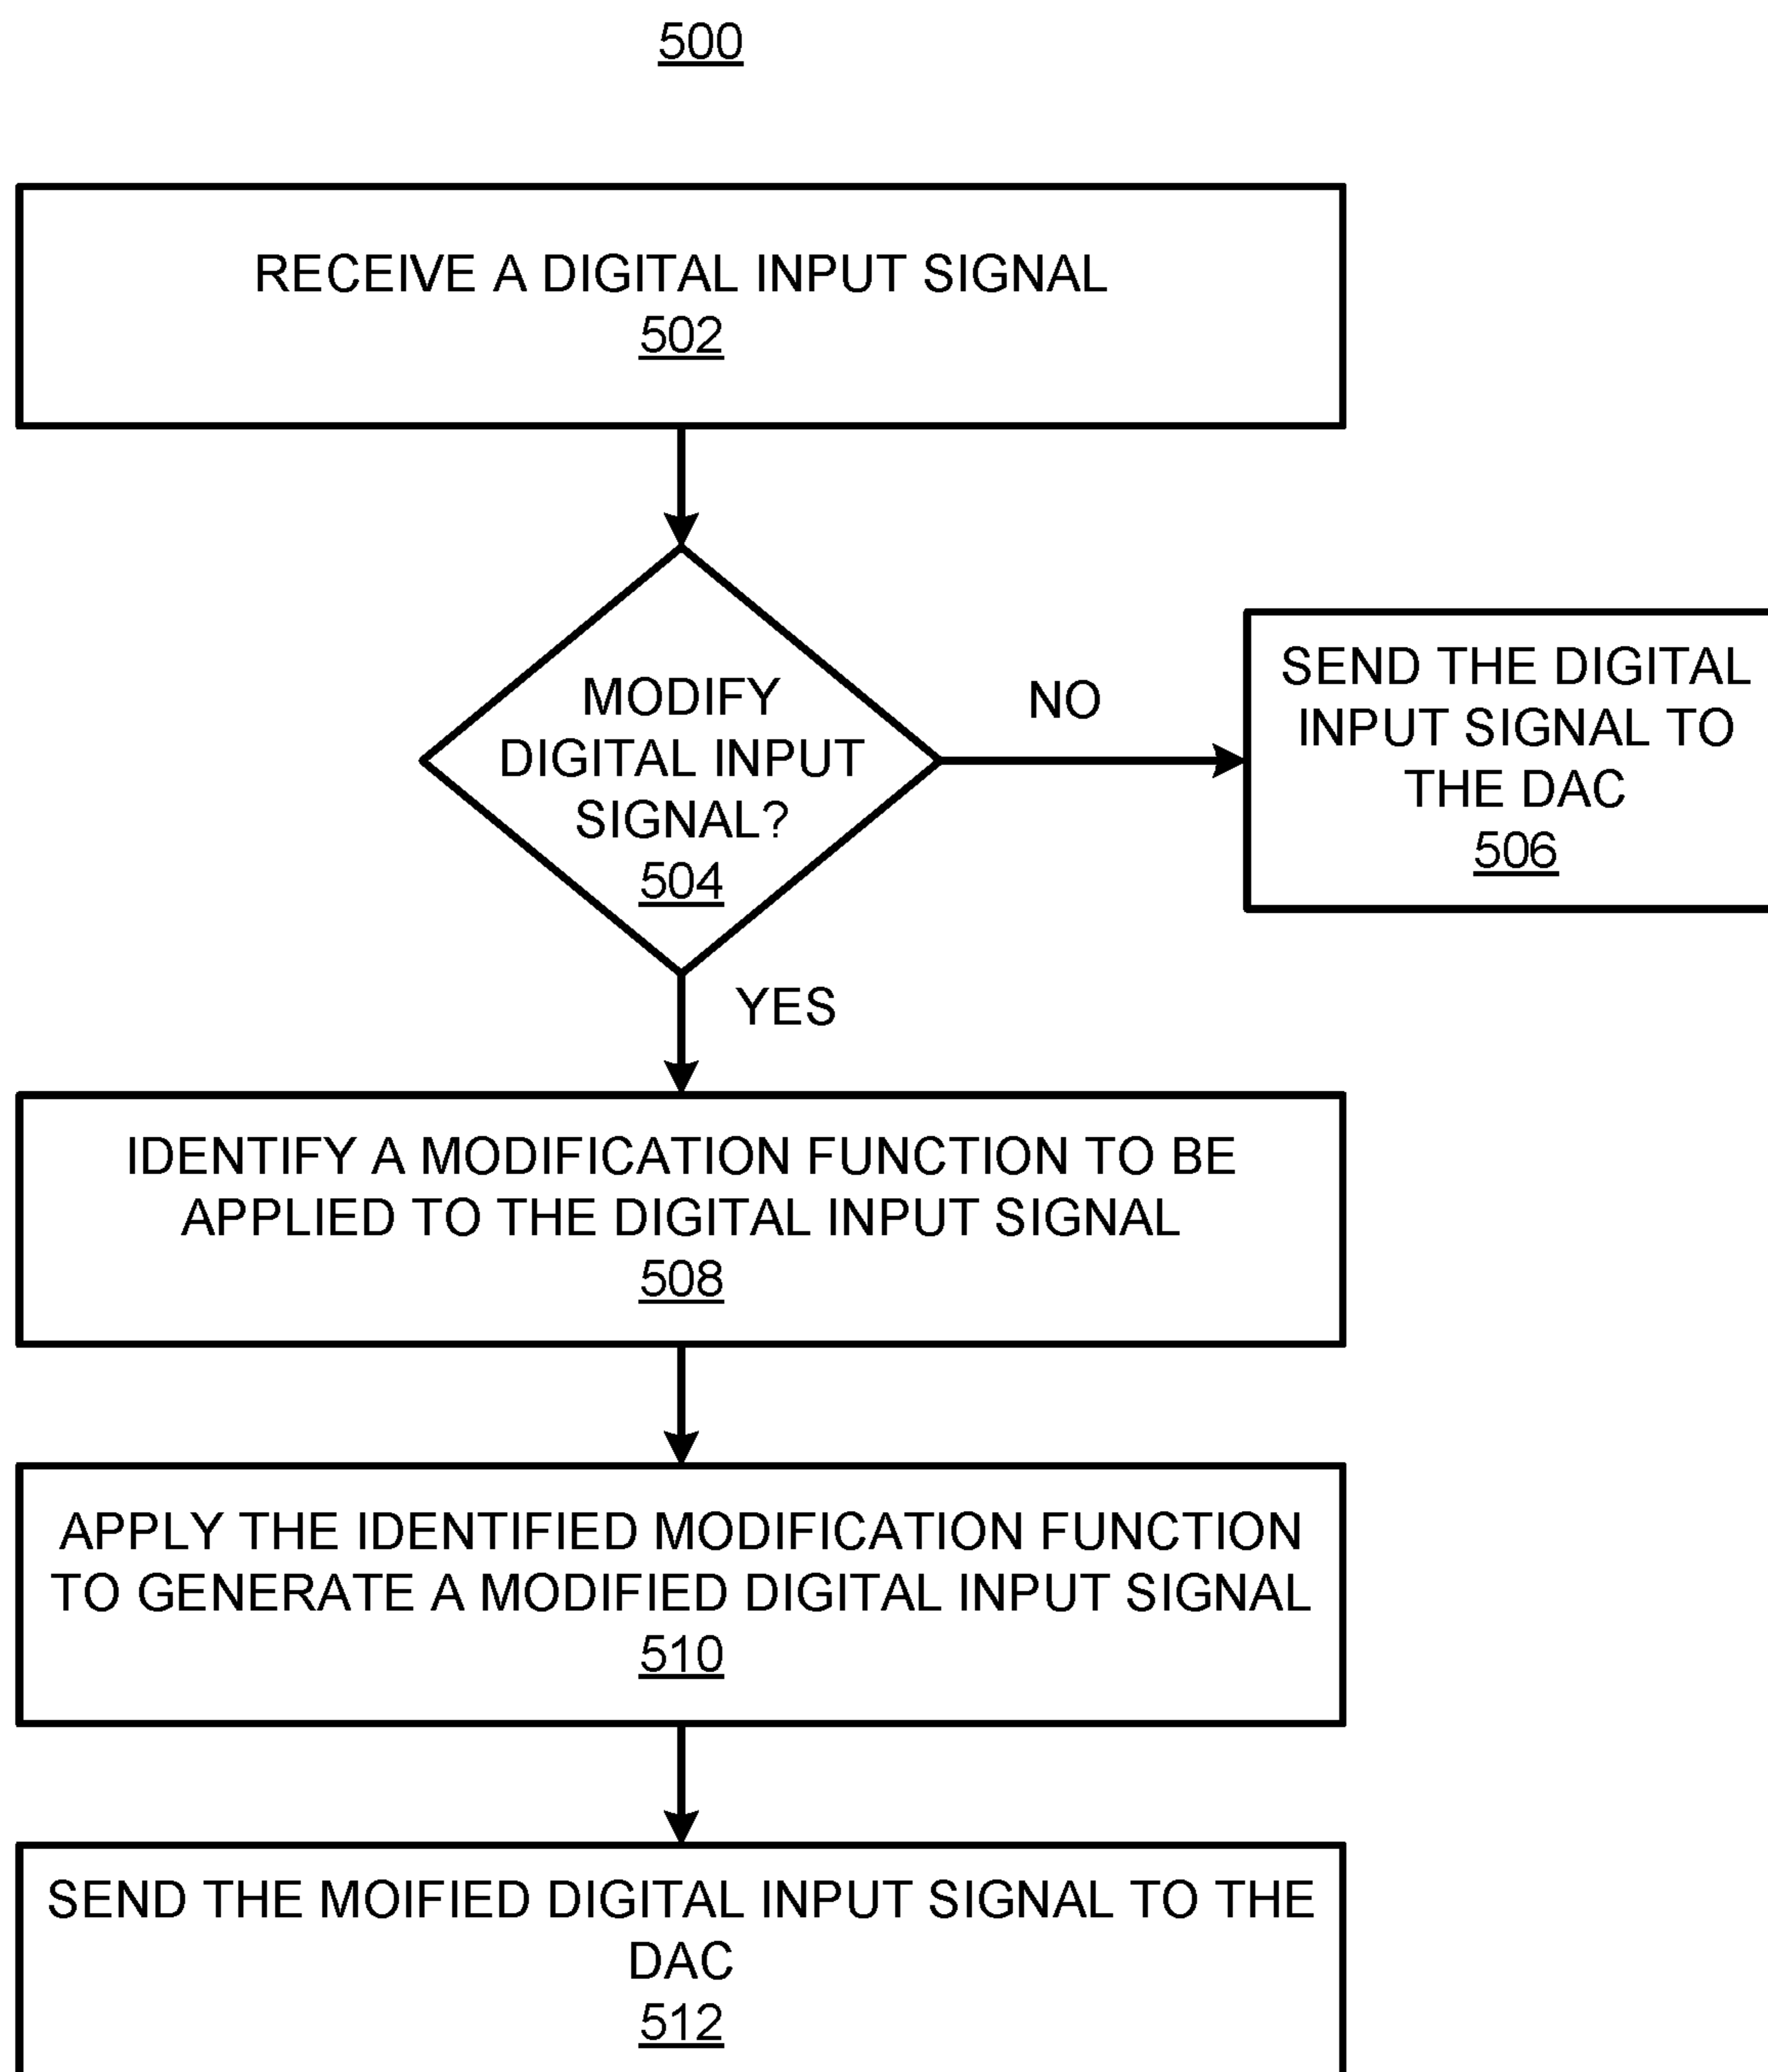 500
RECEIVE A DIGITAL INPUT SIGNAL
502
MODIFY
DIGITAL INPUT
SIGNAL?
504
NO
SEND THE DIGITAL
INPUT SIGNAL TO
THE DAC
506
YES
IDENTIFY A MODIFICATION FUNCTION TO BE
APPLIED TO THE DIGITAL INPUT SIGNAL
508
APPLY THE IDENTIFIED MODIFICATION FUNCTION
TO GENERATE A MODIFIED DIGITAL INPUT SIGNAL
510
SEND THE MOIFIED DIGITAL INPUT SIGNAL TO THE
DAC
512